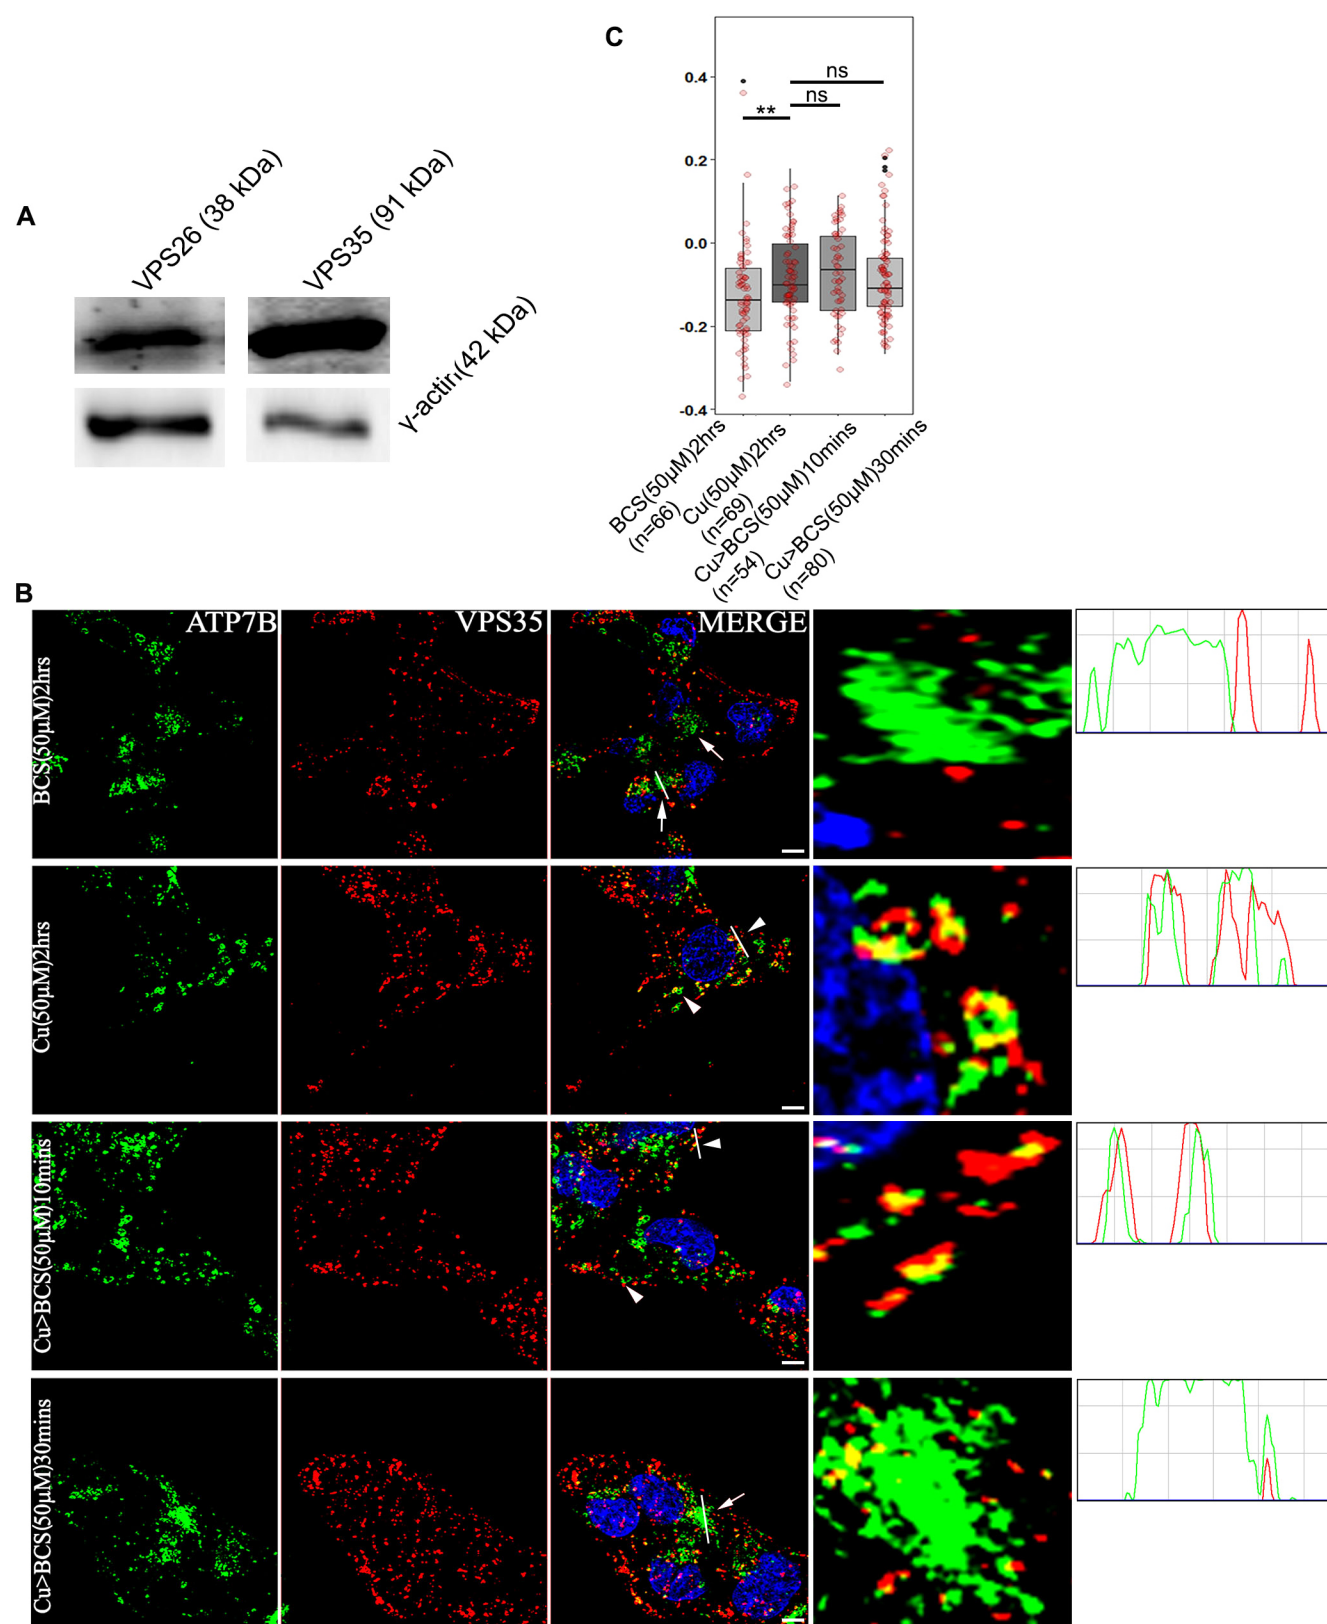 A
VPS26 (38 kDa)
VPS35 (91 kDa)
γ-actin(42 kDa)
C
0.4
0.2
0.0
-0.2
-0.4
**
ns
ns
BCS(50μM)2hrs
(n=66)
Cu(50μM)2hrs
(n=69)
Cu>BCS(50μM)10mins
(n=54)
Cu>BCS(50μM)30mins
(n=80)
B
ATP7B
VPS35
MERGE
BCS(50μM)2hrs
Cu(50μM)2hrs
Cu>BCS(50μM)10mins
Cu>BCS(50μM)30mins